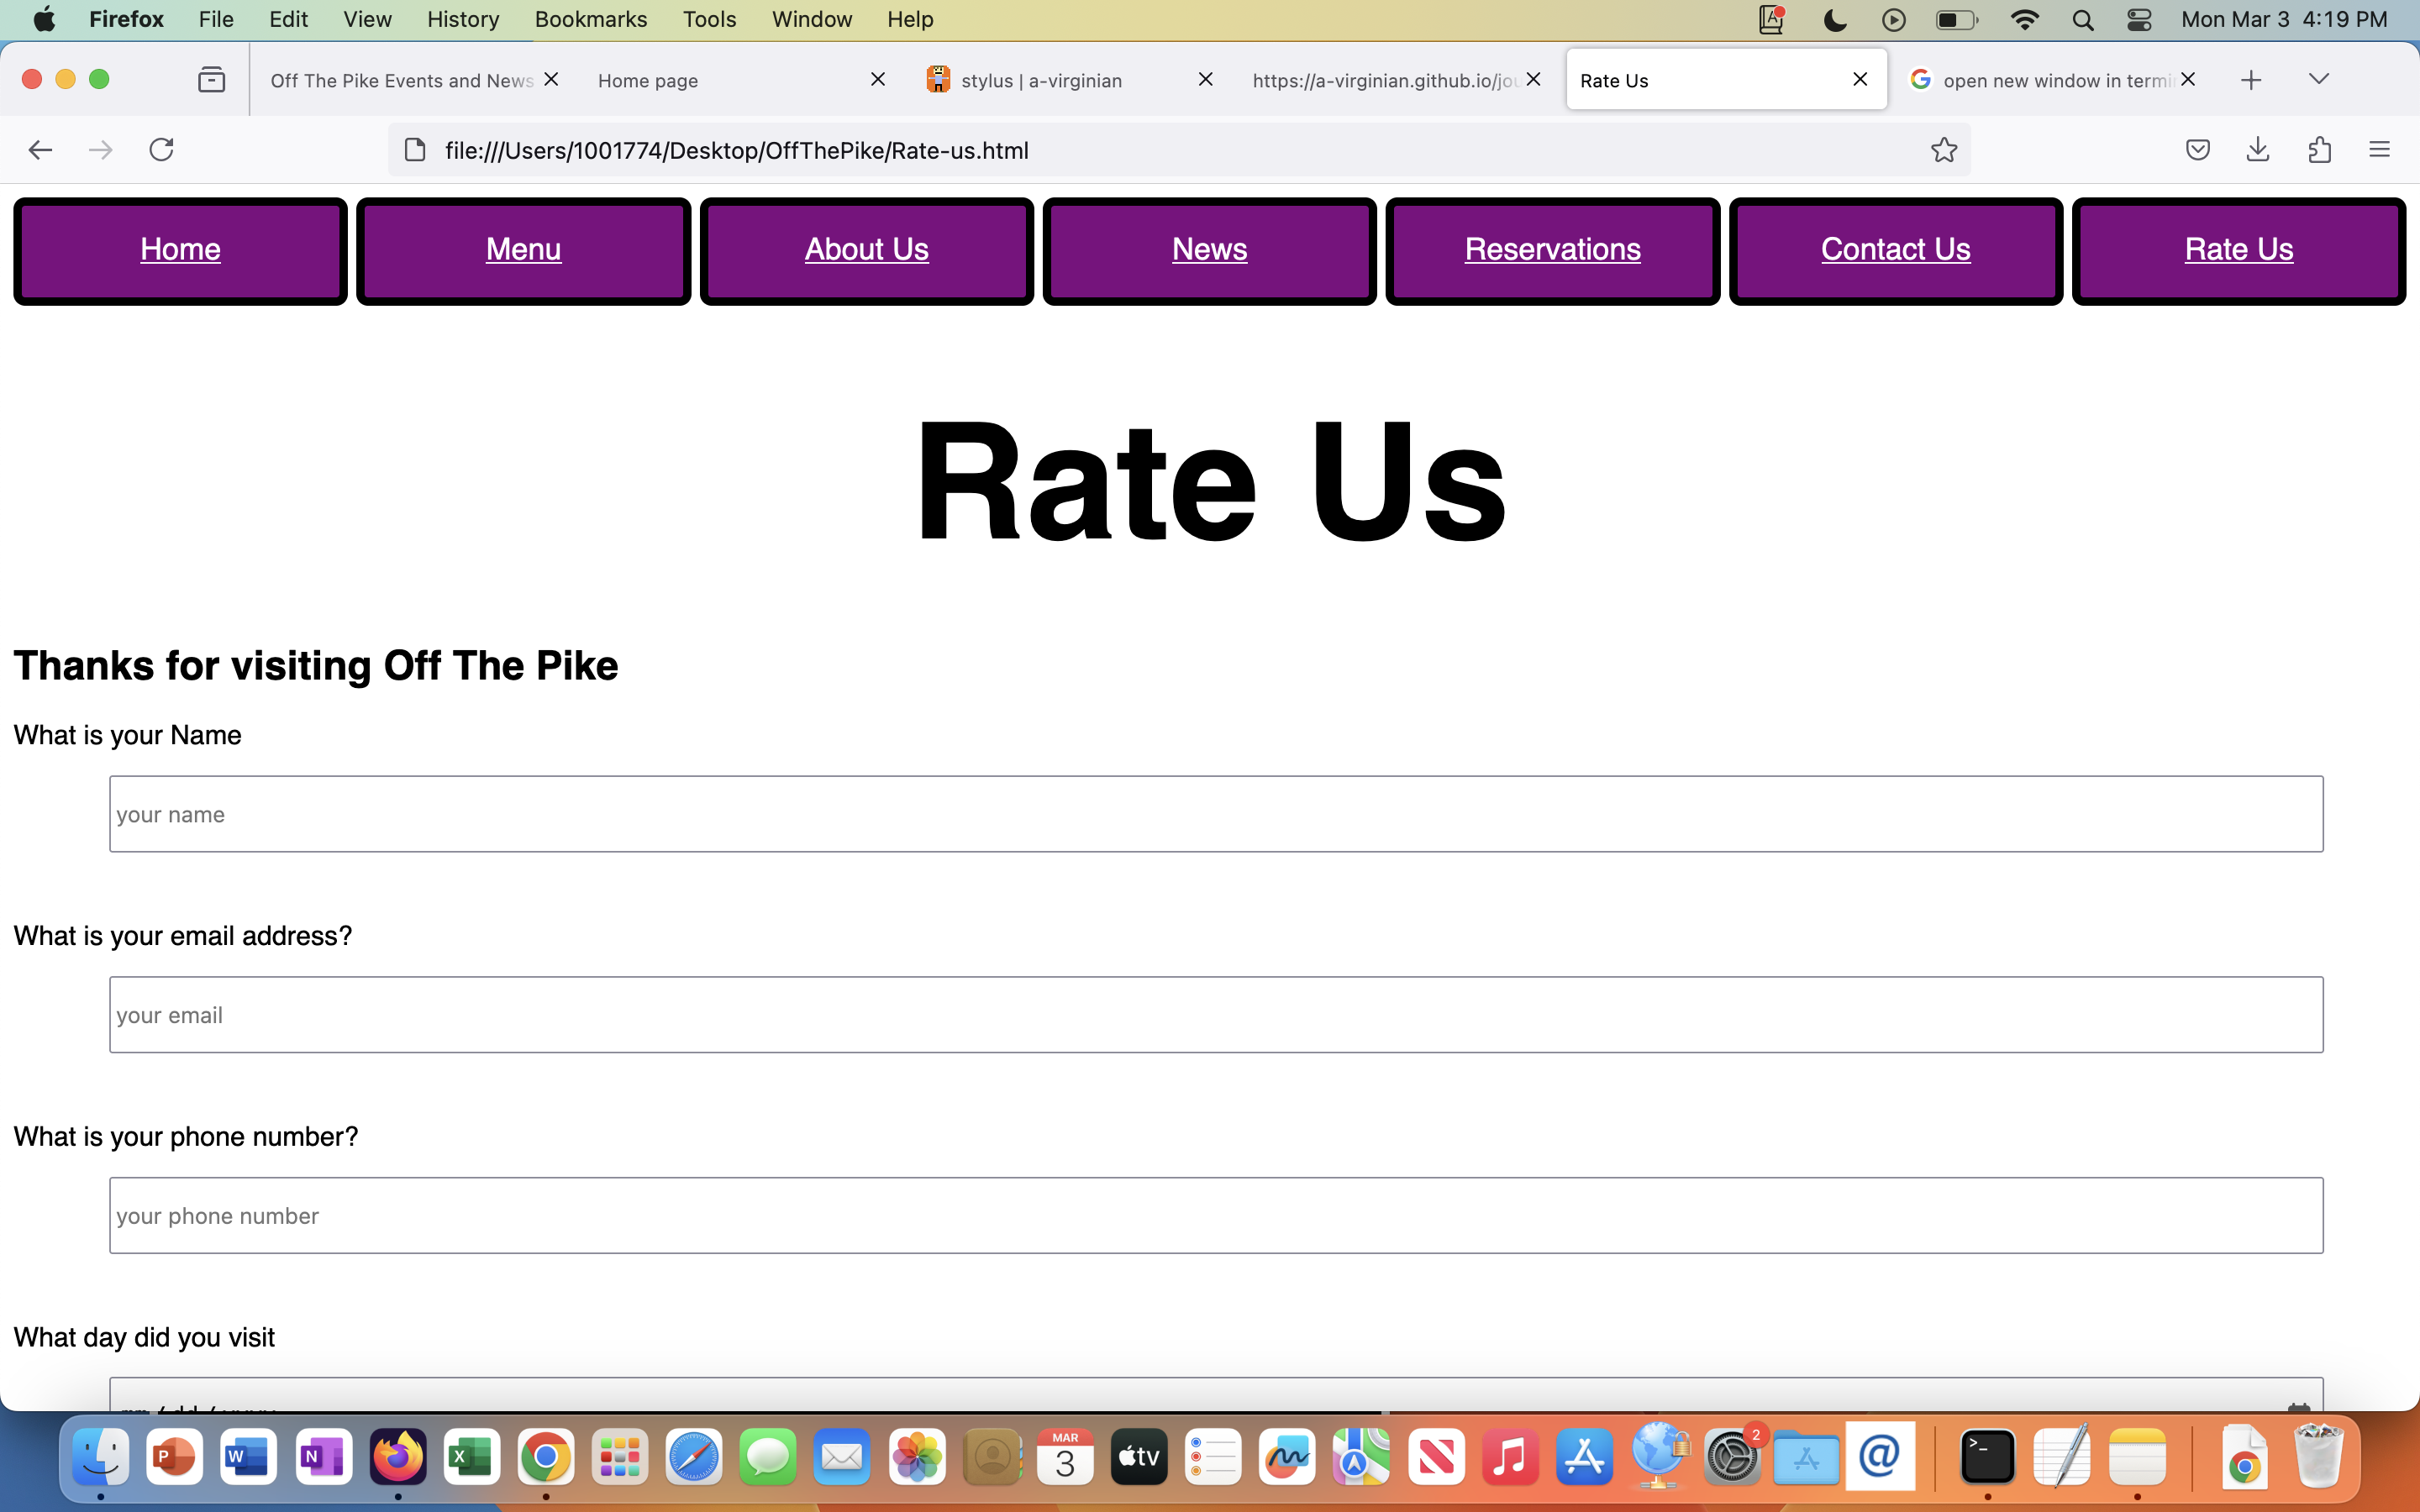 Firefox File Edit View History Bookmarks Tools Window Help Mon Mar 3 4:19 PM
Off The Pike Events and News Home page stylus | a-virginian https://a-virginian.github.io/jou Rate Us open new window in termi
file:///Users/1001774/Desktop/OffThePike/Rate-us.html
Home Menu About Us News Reservations Contact Us Rate Us
Rate Us
Thanks for visiting Off The Pike
What is your Name
your name
What is your email address?
your email
What is your phone number?
your phone number
What day did you visit
MAR
3
tv
2